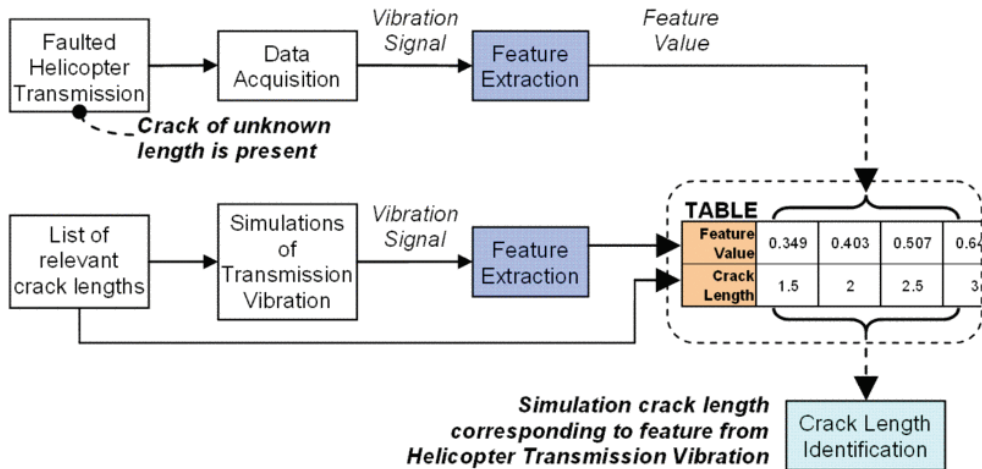 Faulted
Helicopter
Transmission
Data
Acquisition
Vibration
Signal
Feature
Extraction
Feature
Value
Crack of unknown
length is present
List of
relevant
crack lengths
Simulations
of
Transmission
Vibration
Vibration
Signal
Feature
Extraction
TABLE
Feature
Value
0.349 0.403 0.507
Crack
Length
1.5 2 2.5 3
Simulation crack length
corresponding to feature from
Helicopter Transmission Vibration
Crack Length
Identification